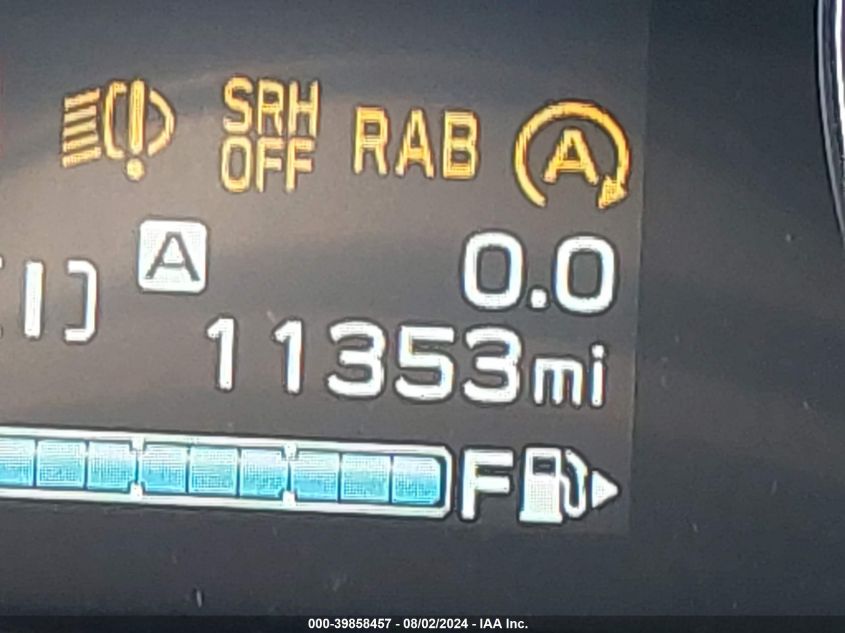 SRH
OFF
RAB
A
A
0.0
11353mi
F
000-39858457 - 08/02/2024 - IAA Inc.